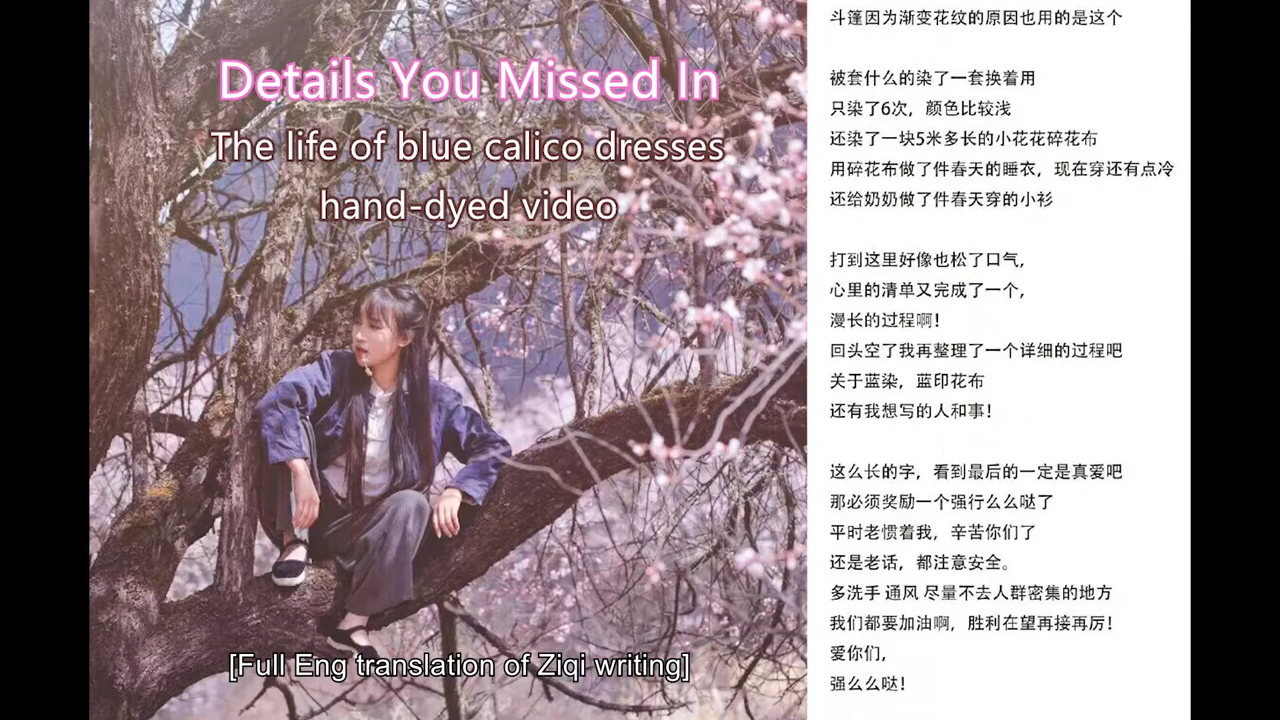 Details You Missed In
The life of blue calico dresses
hand-dyed video
[Full Eng translation of Ziqi writing]
斗篷因为渐变花纹的原因也用的是这个
被套什么的染了一套换着用
只染了6次，颜色比较浅
还染了一块5米多长的小花花碎花布
用碎花布做了件春天的睡衣，现在穿还有点冷
还给奶奶做了件春天穿的小衫
打到这里好像也松了口气，
心里的清单又完成了一个，
漫长的过程啊！
回头空了我再整理了一个详细的过程吧
关于蓝染，蓝印花布
还有我想写的人和事！
这么长的字，看到最后的一定是真爱吧
那必须奖励一个强行么么哒了
平时老惯着我，辛苦你们了
还是老话，都注意安全。
多洗手 通风 尽量不去人群密集的地方
我们都要加油啊，胜利在望再接再厉！
爱你们，
强么么哒！